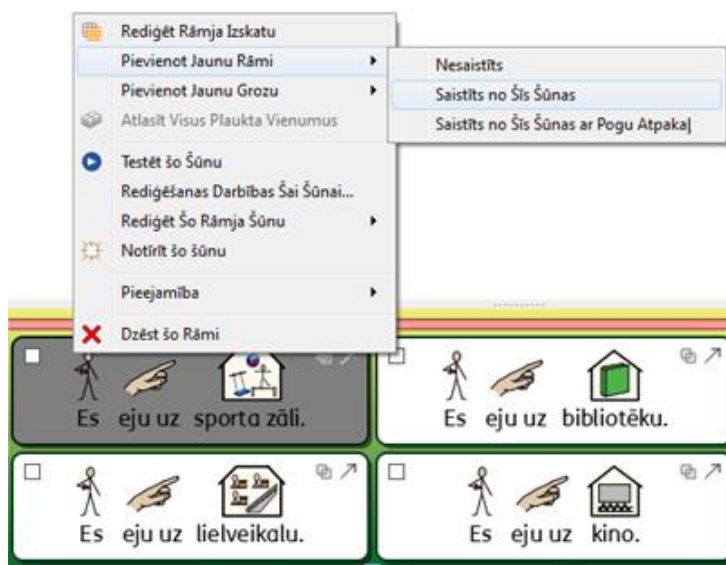 Rediģēt Rāmja Izskatu
Pievienot Jaunu Rāmi
Pievienot Jaunu Grozu
Atlasīt Visus Plaukta Vienumus
Testēt šo Šūnu
Rediģēšanas Darbības Šai Šūnai...
Rediģēt Šo Rāmja Šūnu
Notīrīt šo šūnu
Pieejamība
Dzēst šo Rāmi
Nesaistīts
Saistīts no Šīs Šūnas
Saistīts no Šīs Šūnas ar Pogu Atpakaļ
Es eju uz sporta zāli.
Es eju uz bibliotēku.
Es eju uz lielveikalu.
Es eju uz kino.